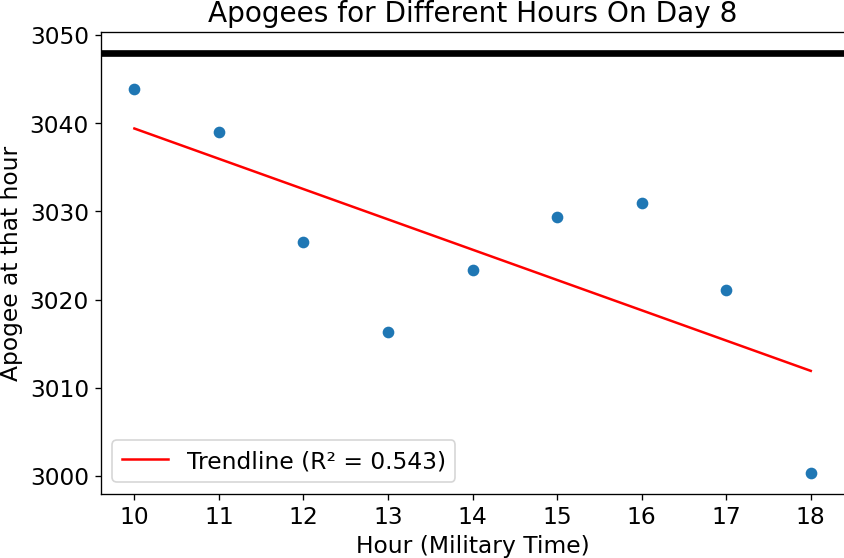 Apogees for Different Hours On Day 8
Apogee at that hour
3050
3040
3030
3020
3010
3000
Trendline (R² = 0.543)
10 11 12 13 14 15 16 17 18
Hour (Military Time)